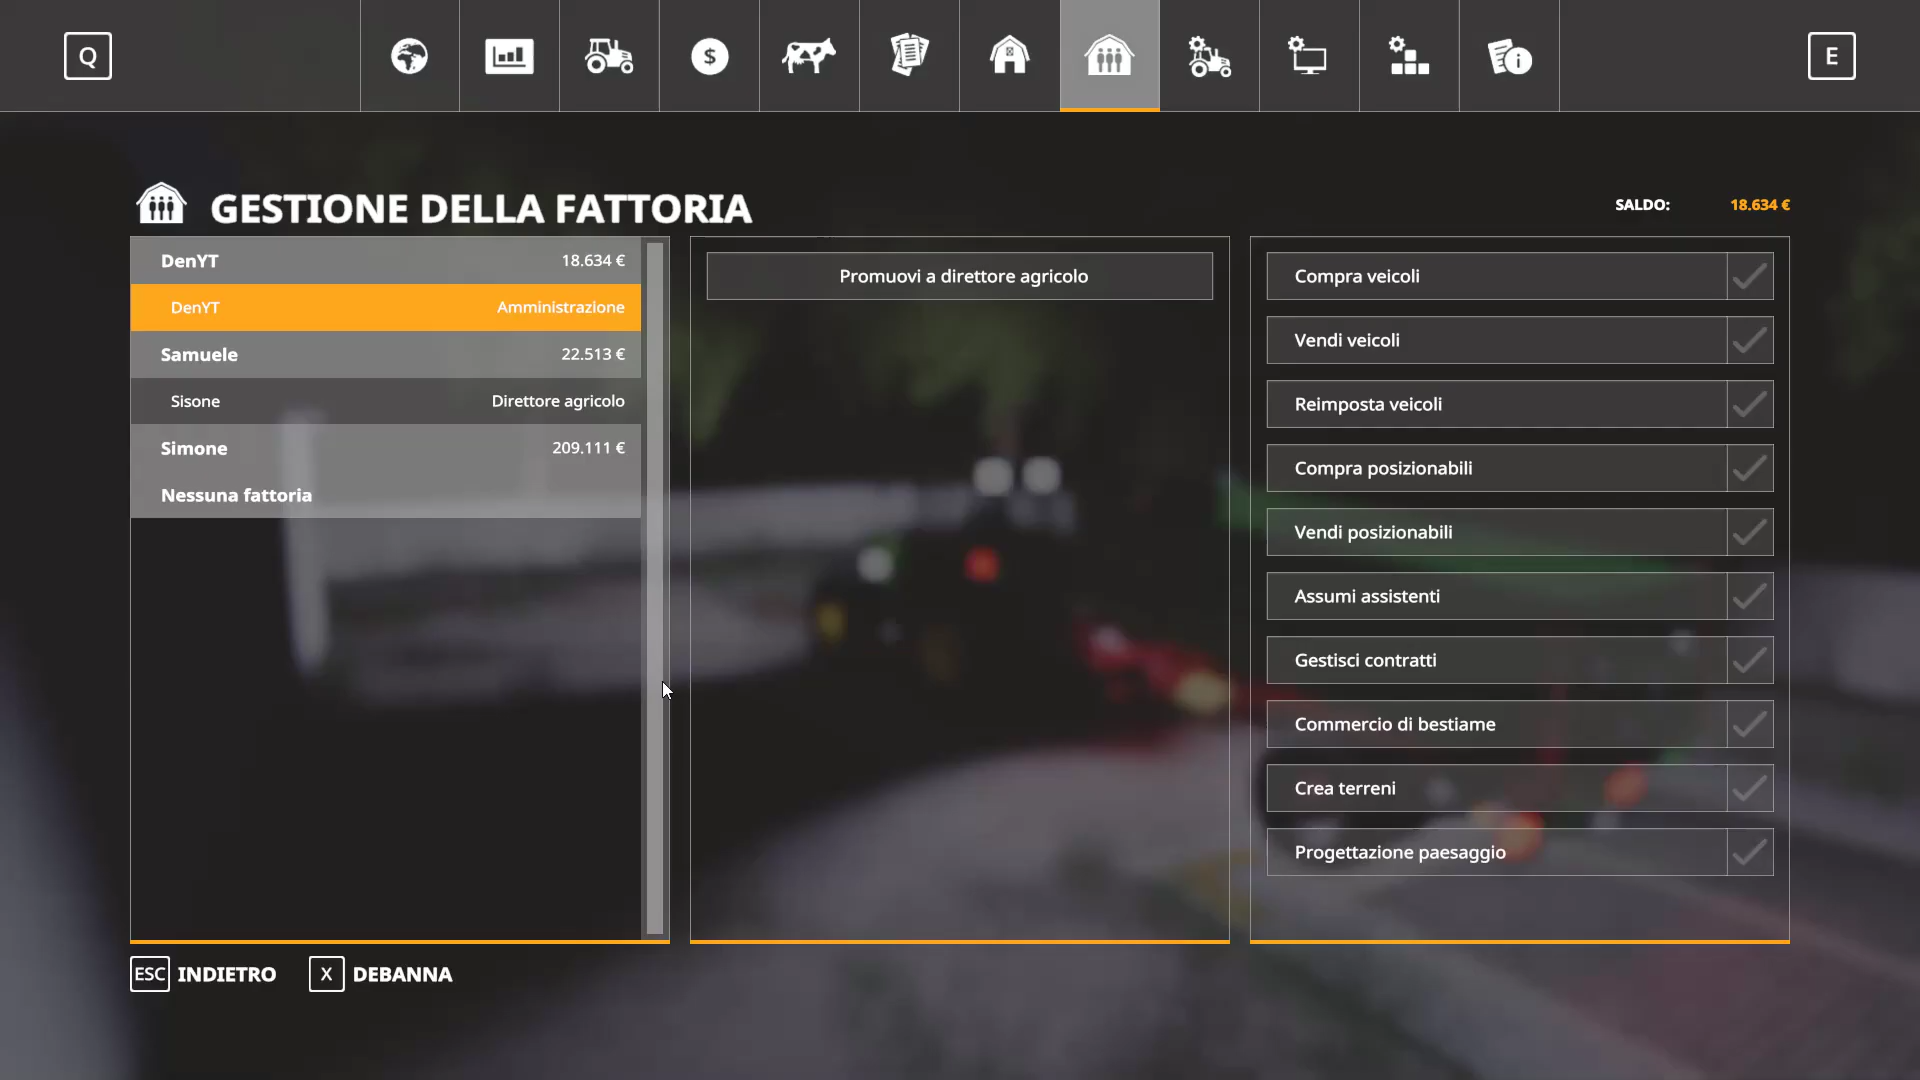 Q
$
i
E
GESTIONE DELLA FATTORIA
SALDO: 18.634 €
DenYT 18.634 €
DenYT Amministrazione
Samuele 22.513 €
Sisone Direttore agricolo
Simone 209.111 €
Nessuna fattoria
Promuovi a direttore agricolo
Compra veicoli
Vendi veicoli
Reimposta veicoli
Compra posizionabili
Vendi posizionabili
Assumi assistenti
Gestisci contratti
Commercio di bestiame
Crea terreni
Progettazione paesaggio
ESC INDIETRO X DEBANNA